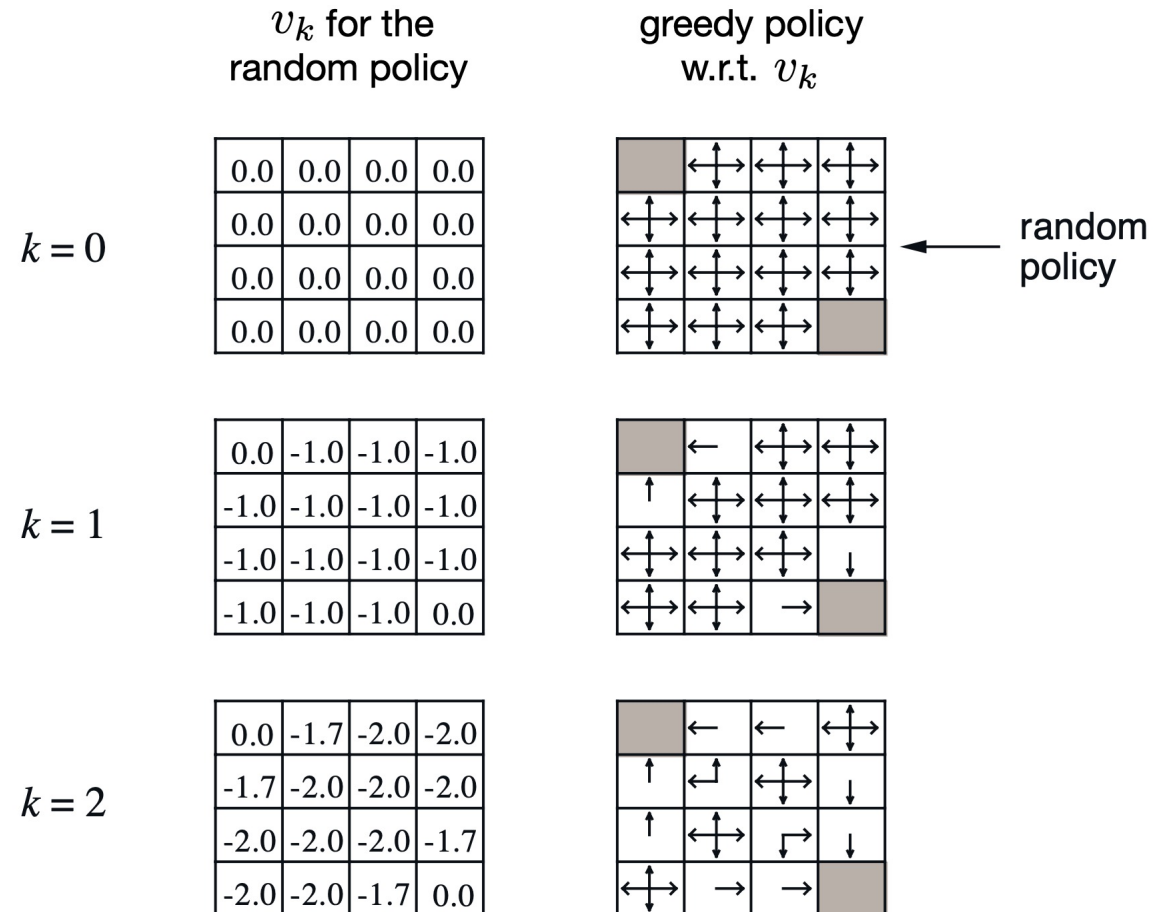 vk for the
random policy
greedy policy
w.r.t. vk
k = 0
0.0 0.0 0.0 0.0
0.0 0.0 0.0 0.0
0.0 0.0 0.0 0.0
0.0 0.0 0.0 0.0
random
policy
k = 1
0.0 -1.0 -1.0 -1.0
-1.0 -1.0 -1.0 -1.0
-1.0 -1.0 -1.0 -1.0
-1.0 -1.0 -1.0 0.0
k = 2
0.0 -1.7 -2.0 -2.0
-1.7 -2.0 -2.0 -2.0
-2.0 -2.0 -2.0 -1.7
-2.0 -2.0 -1.7 0.0